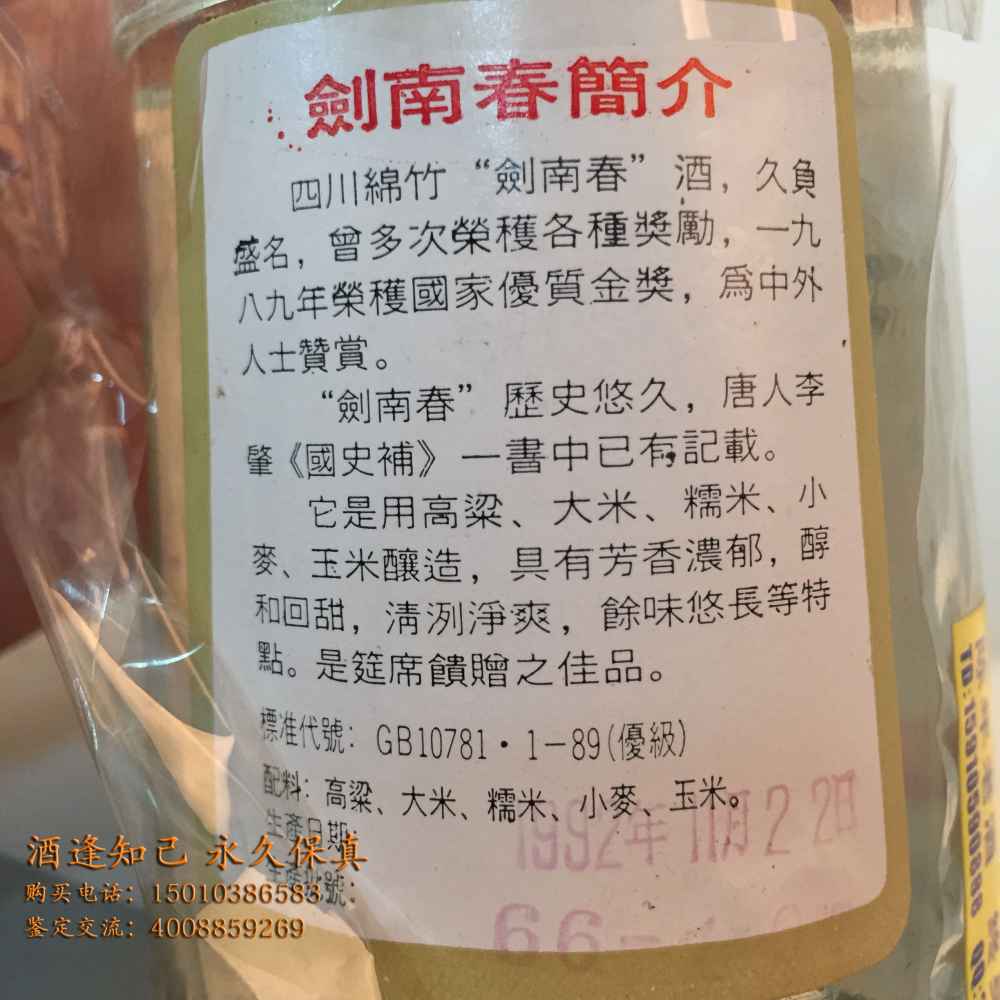 劍南春簡介
四川綿竹“劍南春”酒，久負
盛名，曾多次榮穫各種獎勵，一九
八九年榮穫國家優質金獎，爲中外
人士贊賞。
“劍南春”歷史悠久，唐人李
肇《國史補》一書中已有記載。
它是用高粱、大米、糯米、小
麥、玉米釀造，具有芳香濃郁，醇
和回甜，淸洌淨爽，餘味悠長等特
點。是筵席饋贈之佳品。
標准代號：GB10781·1－89(優級)
配料：高粱、大米、糯米、小麥、玉米。
生產日期 1992年11月22日
生產批號：
66-
酒逢知己 永久保真
购买电话：15010386583
鉴定交流：4008859269